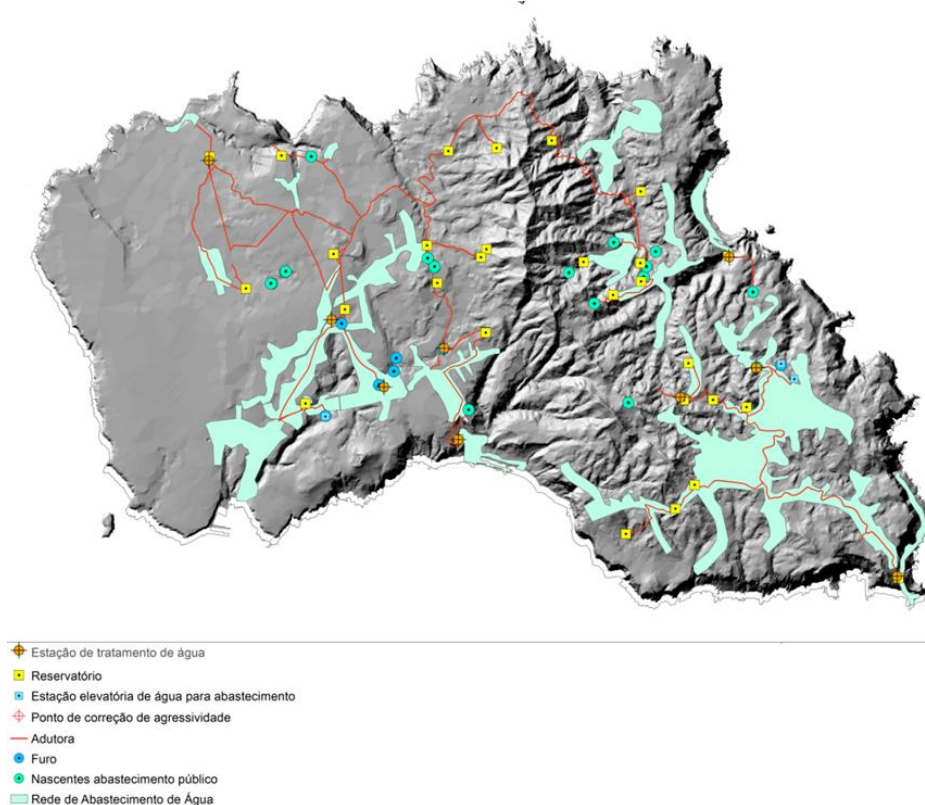 Estação de tratamento de água
Reservatório
Estação elevatória de água para abastecimento
Ponto de correção de agressividade
Adutora
Furo
Nascentes abastecimento público
Rede de Abastecimento de Água